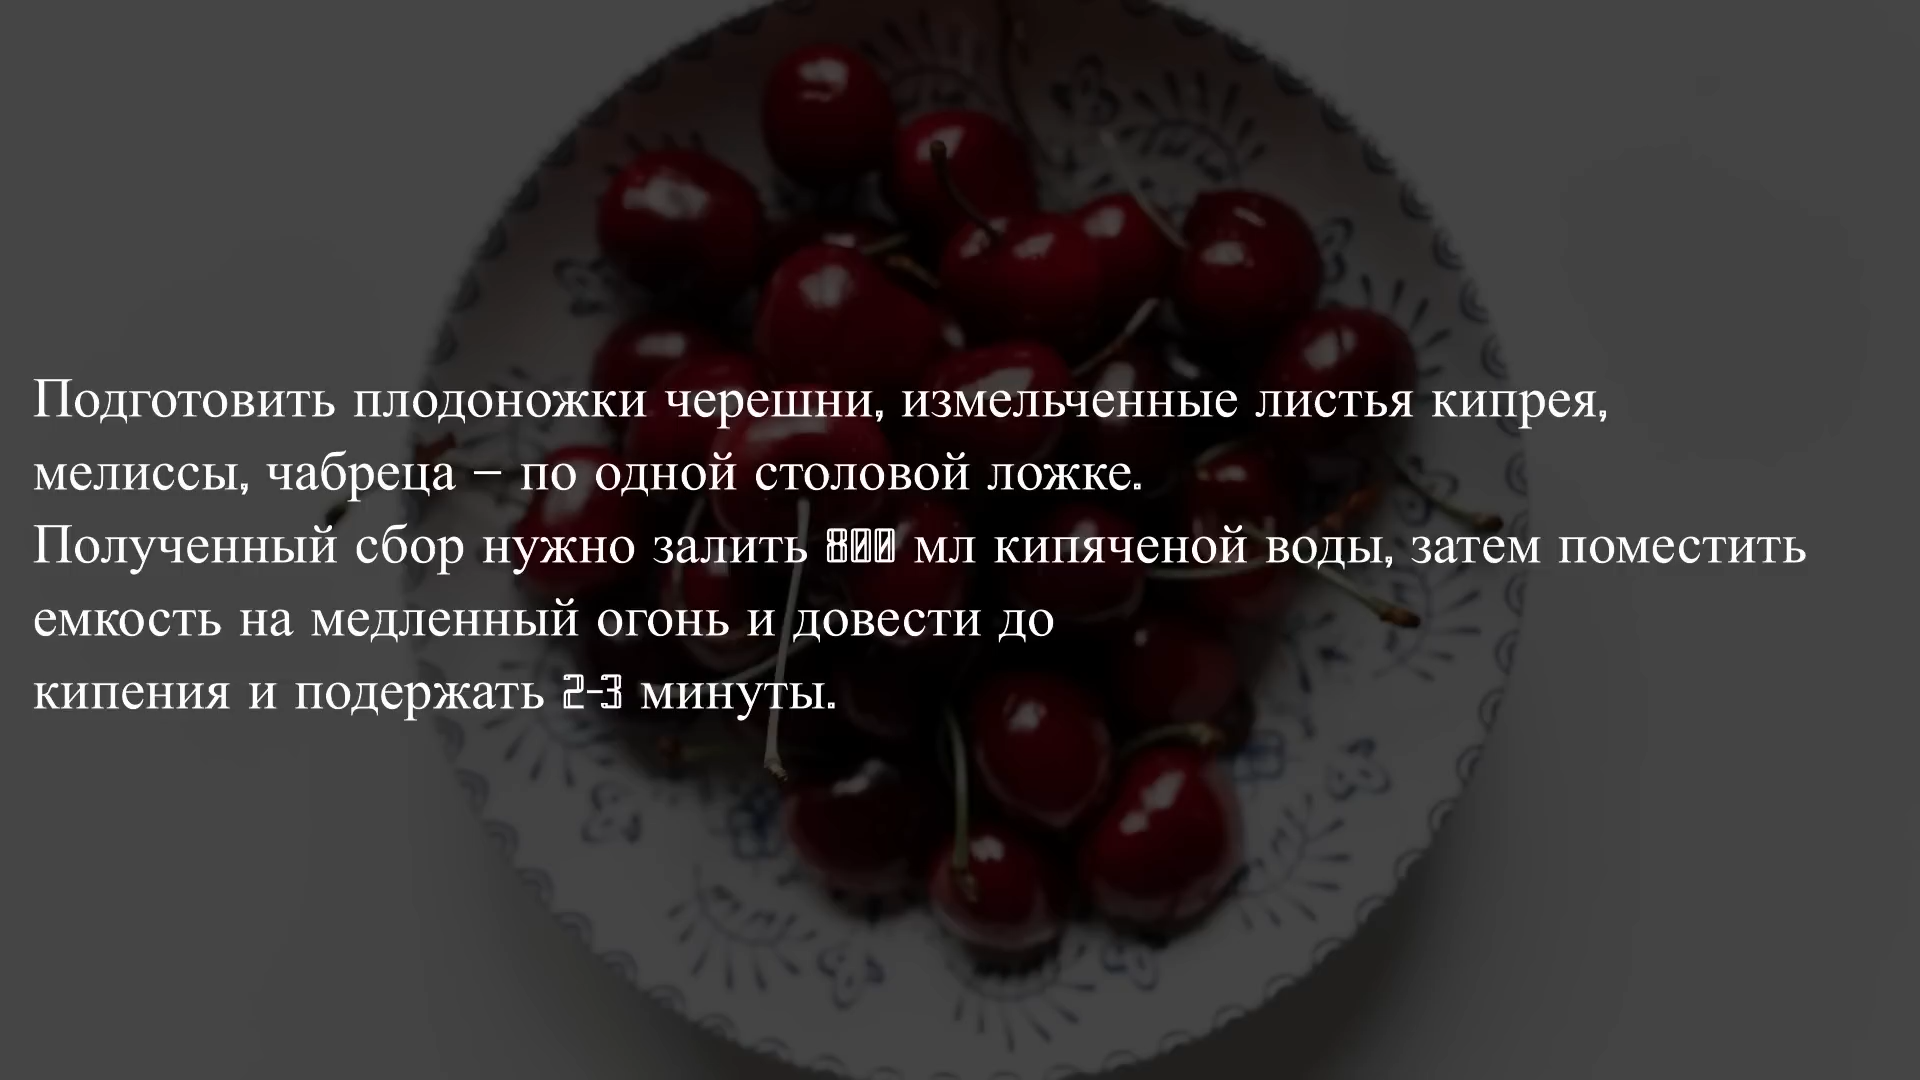 Подготовить плодоножки черешни, измельченные листья кипрея,
мелиссы, чабреца – по одной столовой ложке.
Полученный сбор нужно залить 800 мл кипяченой воды, затем поместить
емкость на медленный огонь и довести до
кипения и подержать 2-3 минуты.